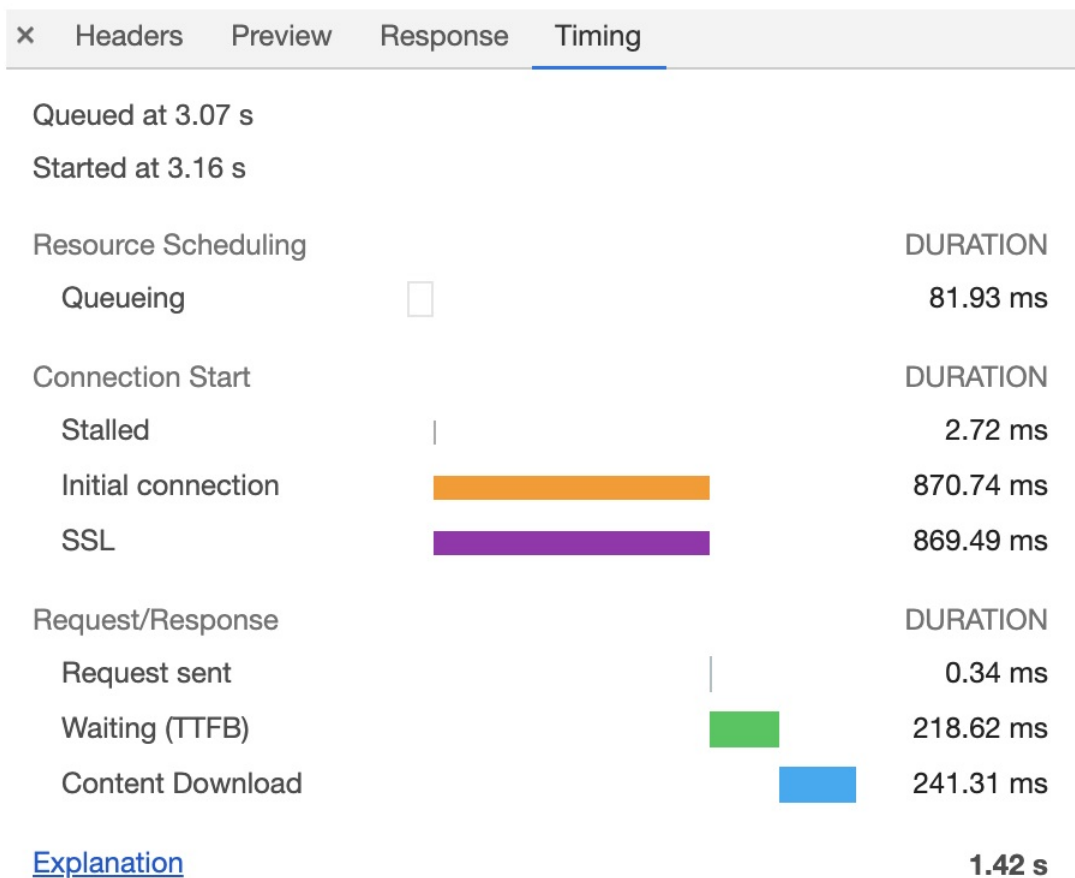 × Headers Preview Response Timing
Queued at 3.07 s
Started at 3.16 s
Resource Scheduling DURATION
Queueing 81.93 ms
Connection Start DURATION
Stalled 2.72 ms
Initial connection 870.74 ms
SSL 869.49 ms
Request/Response DURATION
Request sent 0.34 ms
Waiting (TTFB) 218.62 ms
Content Download 241.31 ms
Explanation 1.42 s